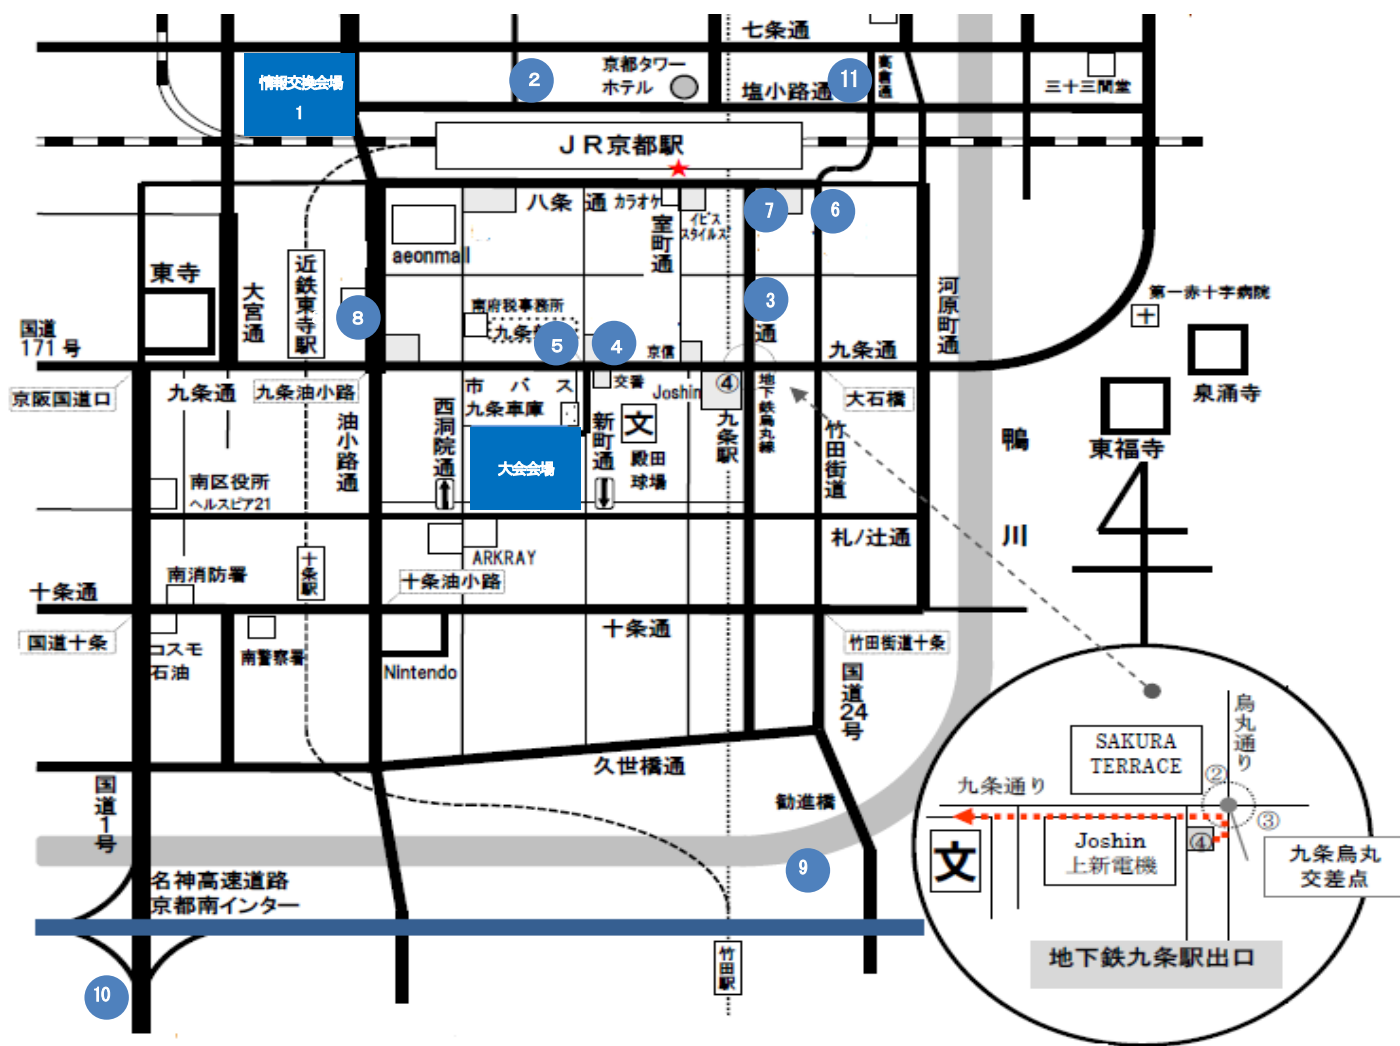 七条通
情報交換会場
1
2
京都タワー
ホテル
塩小路通
11
高倉通
三十三間堂
JR京都駅
八条通
カラオケ
イビス
スタイルズ
7
6
aeonmall
室町通
東寺
大宮通
近鉄東寺駅
8
南府税事務所
九条
5
4
3
通
京信
九条通
河原町通
第一赤十字病院
泉涌寺
東福寺
国道
171 号
京阪国道口
九条通
九条油小路
油小路通
市バス
九条車庫
西洞院通
交番
新町通
文
殿田
球場
Joshin
④
九条駅
地下鉄烏丸線
大石橋
竹田街道
鴨川
大会会場
南区役所
ヘルスピア21
札ノ辻通
ARKRAY
南消防署
十条駅
十条油小路
十条通
国道十条
コスモ
石油
南警察署
Nintendo
十条通
竹田街道十条
国道24号
久世橋通
勧進橋
国道1号
9
名神高速道路
京都南インター
10
竹田駅
烏丸通り
SAKURA
TERRACE
②
九条通り
③
④
文
Joshin
上新電機
九条烏丸
交差点
地下鉄九条駅出口